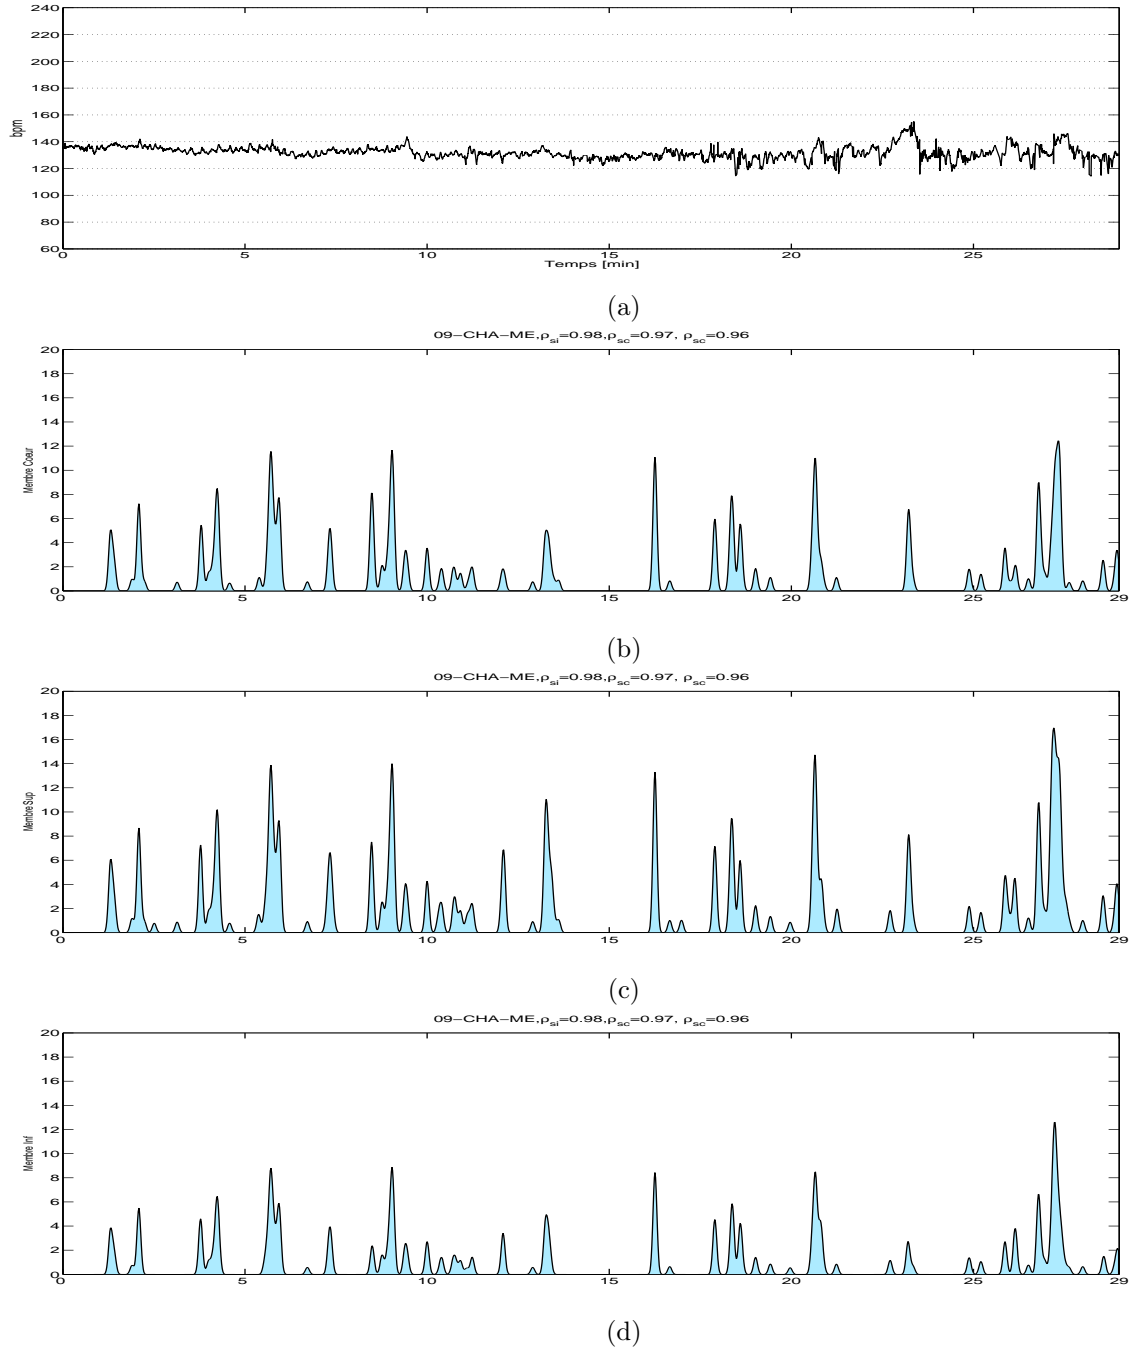 240
220
200
180
160
140
120
100
80
60
bpm
0 5 10 15 20 25
Temps [min]
(a)
09−CHA−ME,ρsi=0.98,ρsc=0.97, ρsc=0.96
20
18
16
14
12
10
8
6
4
2
0
Membre Coeur
0 5 10 15 20 25 29
(b)
09−CHA−ME,ρsi=0.98,ρsc=0.97, ρsc=0.96
20
18
16
14
12
10
8
6
4
2
0
Membre Sup
0 5 10 15 20 25 29
(c)
09−CHA−ME,ρsi=0.98,ρsc=0.97, ρsc=0.96
20
18
16
14
12
10
8
6
4
2
0
Membre Inf
0 5 10 15 20 25 29
(d)